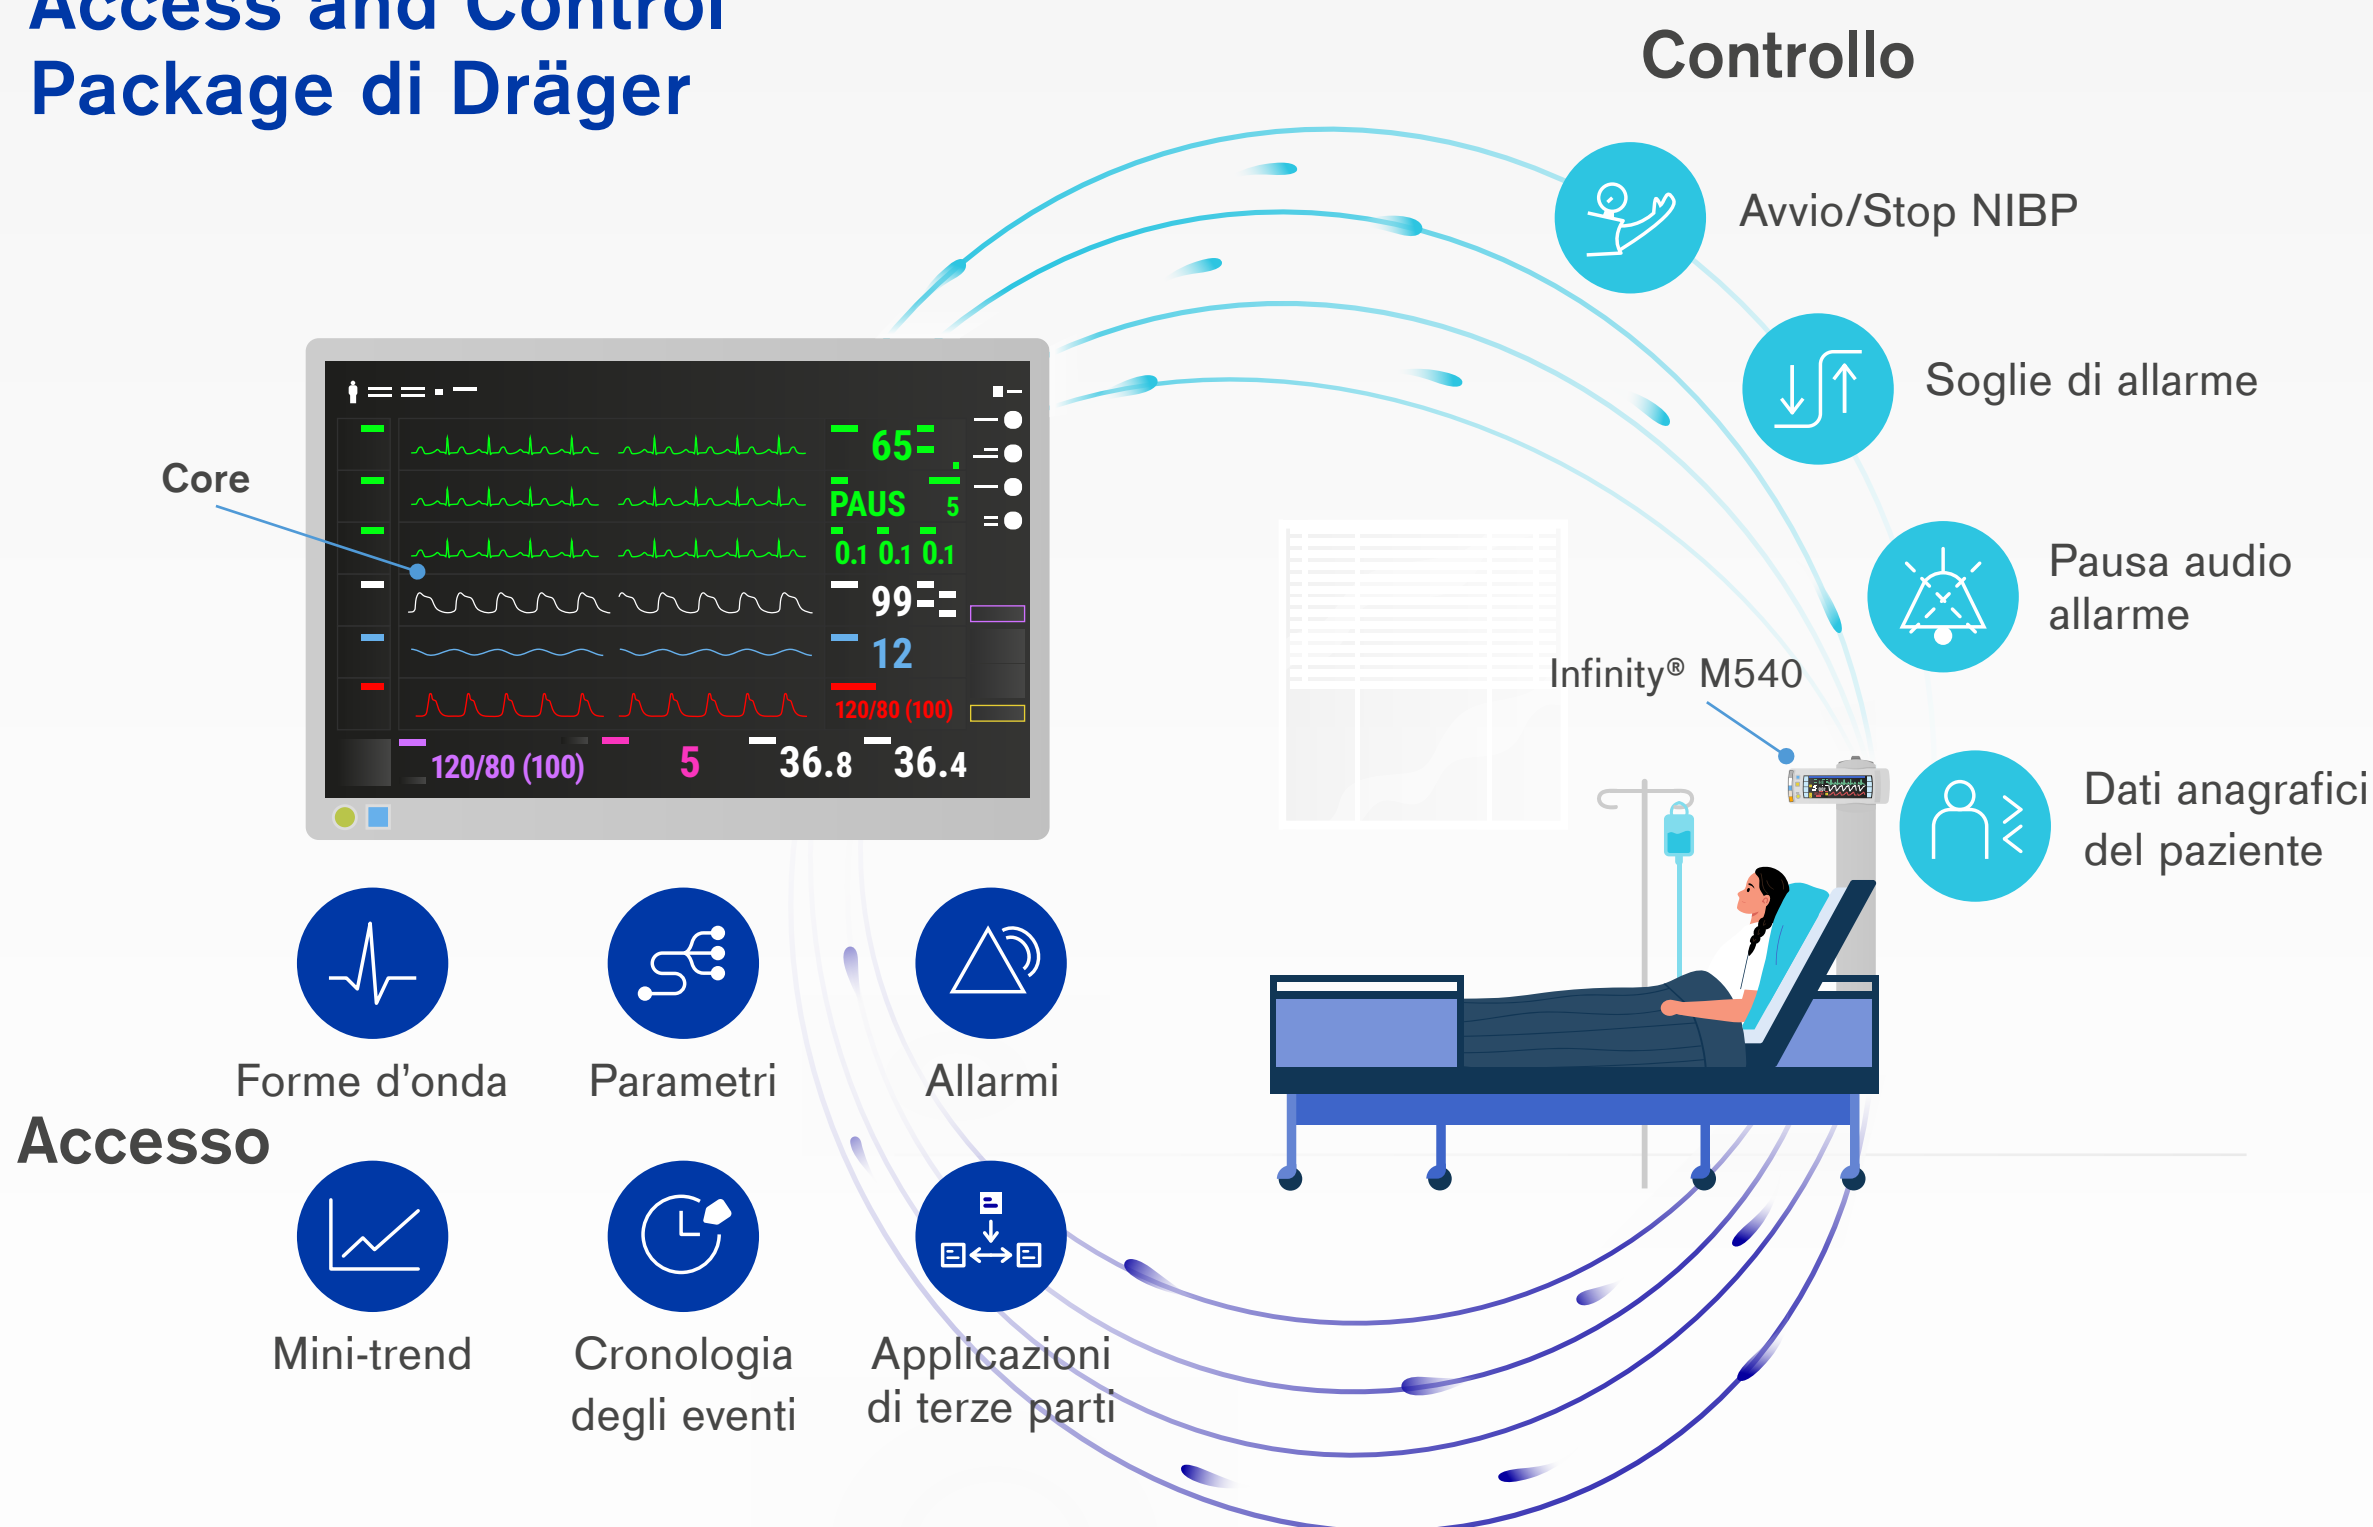 Access and Control
Package di Dräger
Controllo
Avvio/Stop NIBP
Soglie di allarme
Pausa audio
allarme
Infinity® M540
Dati anagrafici
del paziente
Core
65
PAUS 5
0.1 0.1 0.1
99
12
120/80 (100)
120/80 (100) 5 36.8 36.4
Forme d’onda
Parametri
Allarmi
Accesso
Mini-trend
Cronologia
degli eventi
Applicazioni
di terze parti